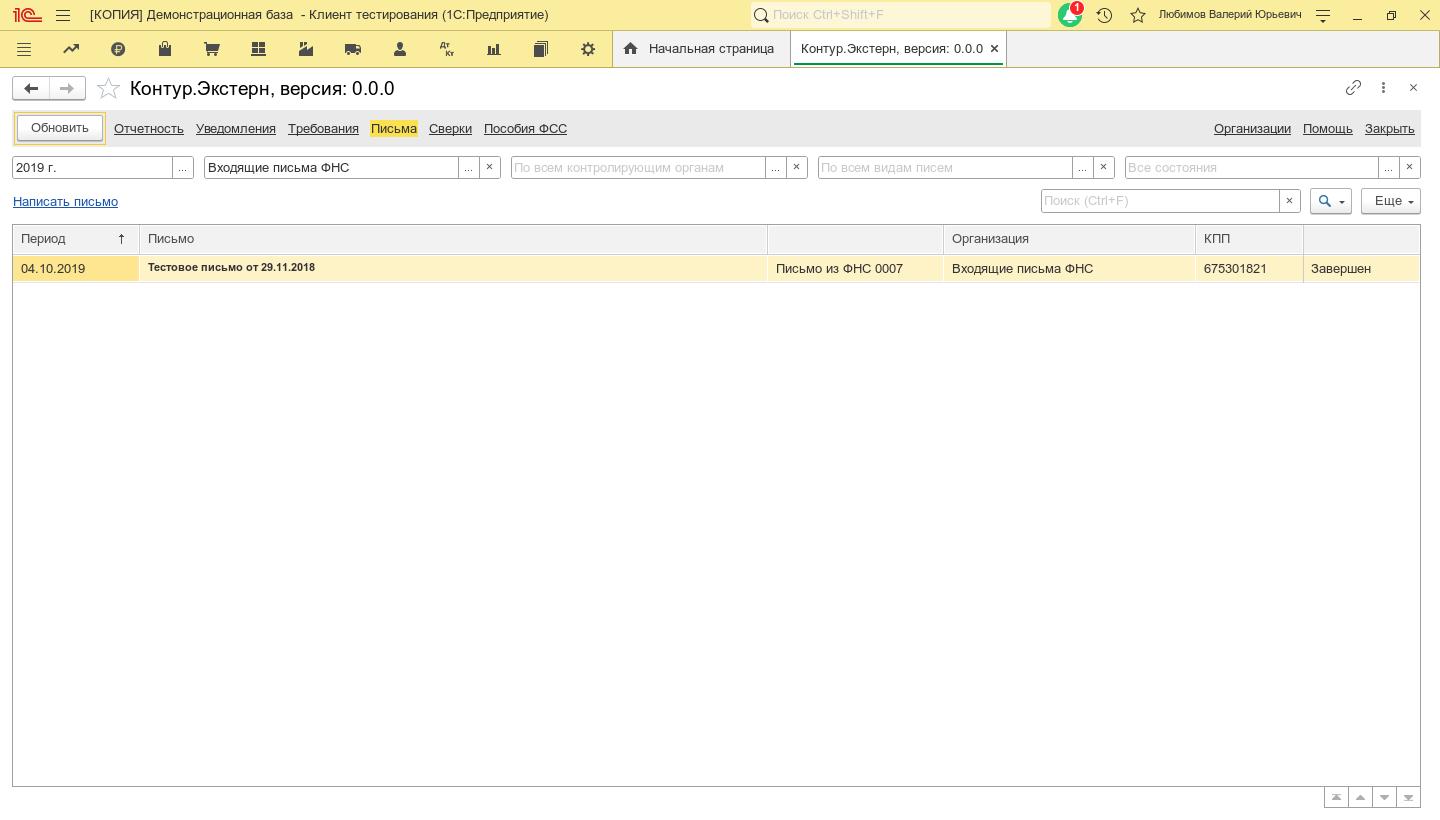 1С [КОПИЯ] Демонстрационная база - Клиент тестирования (1С:Предприятие) Поиск Ctrl+Shift+F 1 Любимов Валерий Юрьевич
Дт Кт Начальная страница Контур.Экстерн, версия: 0.0.0
Контур.Экстерн, версия: 0.0.0
Обновить Отчетность Уведомления Требования Письма Сверки Пособия ФСС Организации Помощь Закрыть
2019 г. ... Входящие письма ФНС ... × По всем контролирующим органам ... × По всем видам писем ... × Все состояния ... ×
Написать письмо Поиск (Ctrl+F) × Еще
Период ↑ Письмо Организация КПП
04.10.2019 Тестовое письмо от 29.11.2018 Письмо из ФНС 0007 Входящие письма ФНС 675301821 Завершен